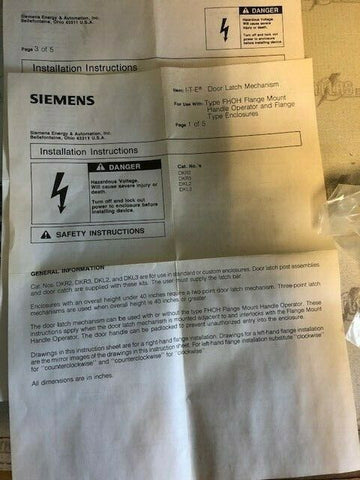 Siemens Energy & Automation, Inc.
Bellefontaine, Ohio 43311 U.S.A.
Page 3 of 5
Installation Instructions
Hazardous Voltage.
Will cause severe injury or
death.
Turn off and lock out
power to enclosure before
installing device.
SIEMENS
Item: I-T-E® Door Latch Mechanism
For Use With: Type FHOH Flange Mount
Handle Operator and Flange
Type Enclosures
Siemens Energy & Automation, Inc.
Bellefontaine, Ohio 43311 U.S.A.
Page 1 of 5
Installation Instructions
Cat. No.'s
DKR2
DKR3
DKL2
DKL3
DANGER
Hazardous Voltage.
Will cause severe injury or
death.
Turn off and lock out
power to enclosure before
installing device.
SAFETY INSTRUCTIONS
GENERAL INFORMATION
Cat. Nos. DKR2, DKR3, DKL2, and DKL3 are for use in standard or custom enclosures. Door latch post assemblies
and door catch are supplied with these kits. The user must supply the latch bar.
Enclosures with an overall height under 40 inches require a two-point door latch mechanism. Three-point latch
mechanisms are used when overall height is 40 inches or greater.
The door latch mechanism can be used with or without the type FHOH Flange Mount Handle Operator. These
instructions apply when the door latch mechanism is mounted adjacent to and interlocks with the Flange Mount
Handle Operator. The door handle can be padlocked to prevent unauthorized entry into the enclosure.
Drawings in this instruction sheet are for a right-hand flange installation. Drawings for a left-hand flange installation
are the mirror images of the drawings in this instruction sheet. For left-hand flange installation substitute "clockwise"
for "counterclockwise" and "counterclockwise" for "clockwise".
All dimensions are in inches.